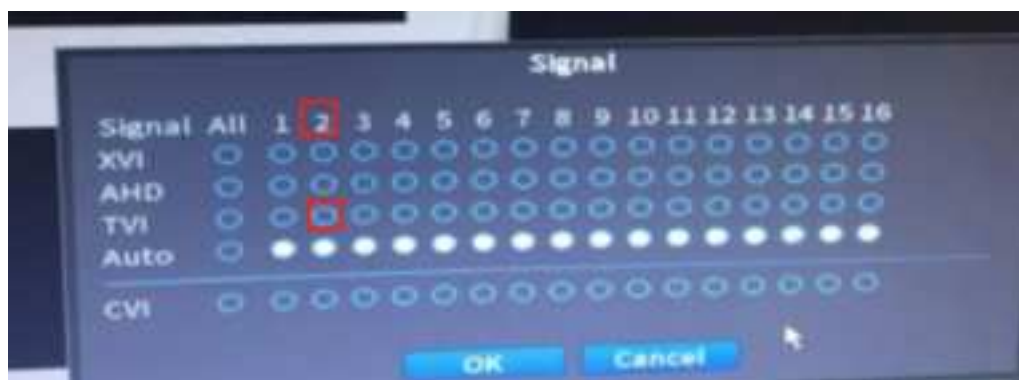 Signal
Signal All 1 2 3 4 5 6 7 8 9 10 11 12 13 14 15 16
XVI
AHD
TVI
Auto
CVI
OK Cancel